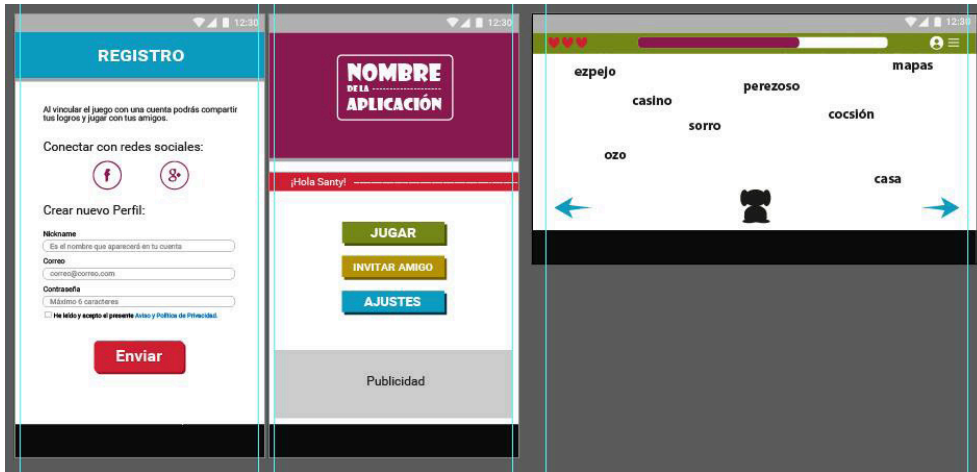 12:30
REGISTRO
Al vincular el juego con una cuenta podrás compartir
tus logros y jugar con tus amigos.
Conectar con redes sociales:
f
g+
Crear nuevo Perfil:
Nickname
Es el nombre que aparecerá en tu cuenta
Correo
correo@correo.com
Contraseña
Máximo 6 caracteres
He leído y acepto el presente Aviso y Política de Privacidad.
Enviar
12:30
NOMBRE
DE LA
APLICACIÓN
¡Hola Santy!
JUGAR
INVITAR AMIGO
AJUSTES
Publicidad
12:30
mapas
ezpejo
perezoso
casino
cocsión
sorro
ozo
casa